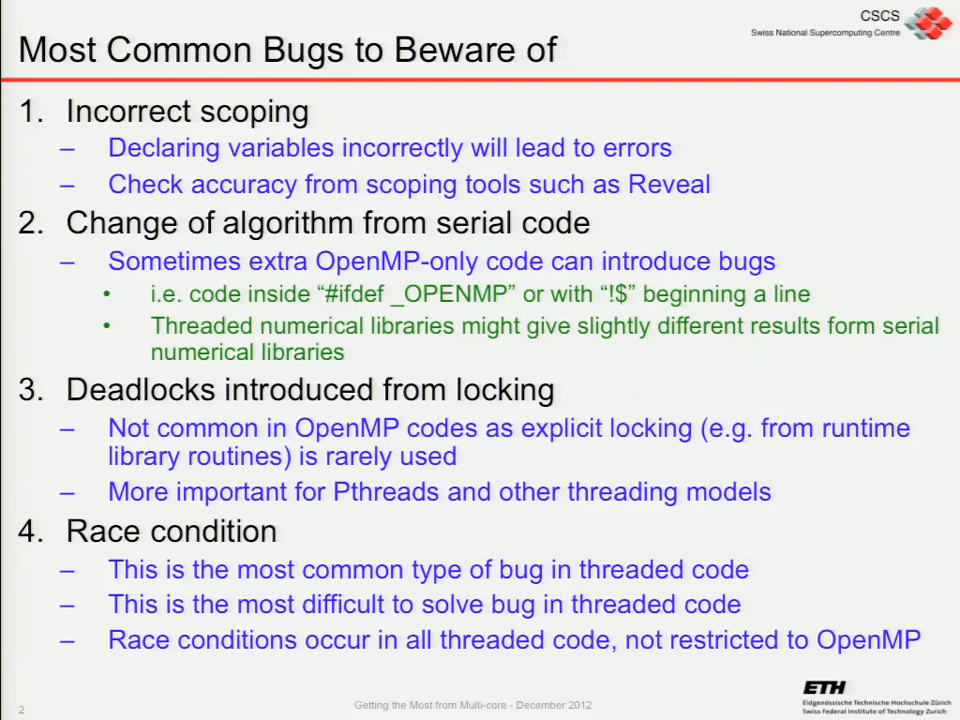 CSCS
Swiss National Supercomputing Centre
Most Common Bugs to Beware of
1. Incorrect scoping
– Declaring variables incorrectly will lead to errors
– Check accuracy from scoping tools such as Reveal
2. Change of algorithm from serial code
– Sometimes extra OpenMP-only code can introduce bugs
• i.e. code inside “#ifdef _OPENMP” or with “!$” beginning a line
• Threaded numerical libraries might give slightly different results form serial
numerical libraries
3. Deadlocks introduced from locking
– Not common in OpenMP codes as explicit locking (e.g. from runtime
library routines) is rarely used
– More important for Pthreads and other threading models
4. Race condition
– This is the most common type of bug in threaded code
– This is the most difficult to solve bug in threaded code
– Race conditions occur in all threaded code, not restricted to OpenMP
2
Getting the Most from Multi-core - December 2012
ETH
Eidgenössische Technische Hochschule Zürich
Swiss Federal Institute of Technology Zurich